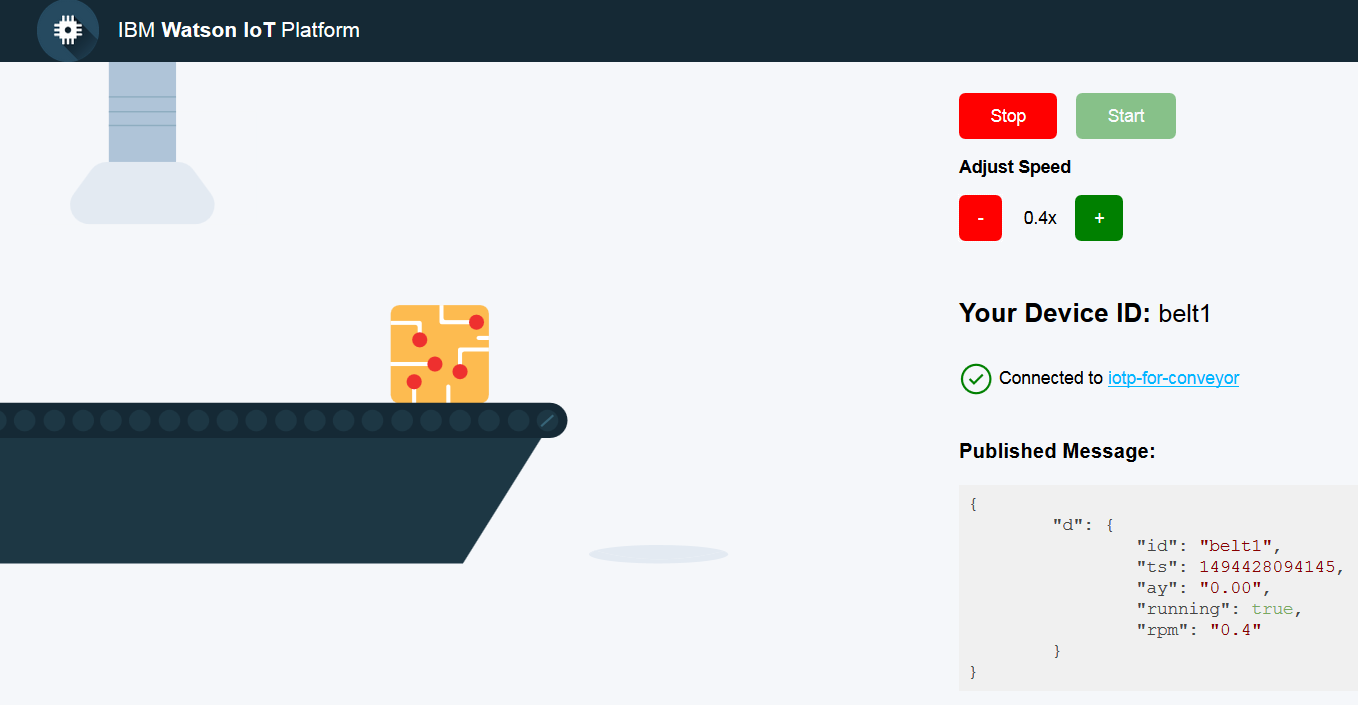 IBM Watson IoT Platform
Stop Start
Adjust Speed
- 0.4x +
Your Device ID: belt1
Connected to iotp-for-conveyor
Published Message:
{
"d": {
"id": "belt1",
"ts": 1494428094145,
"ay": "0.00",
"running": true,
"rpm": "0.4"
}
}